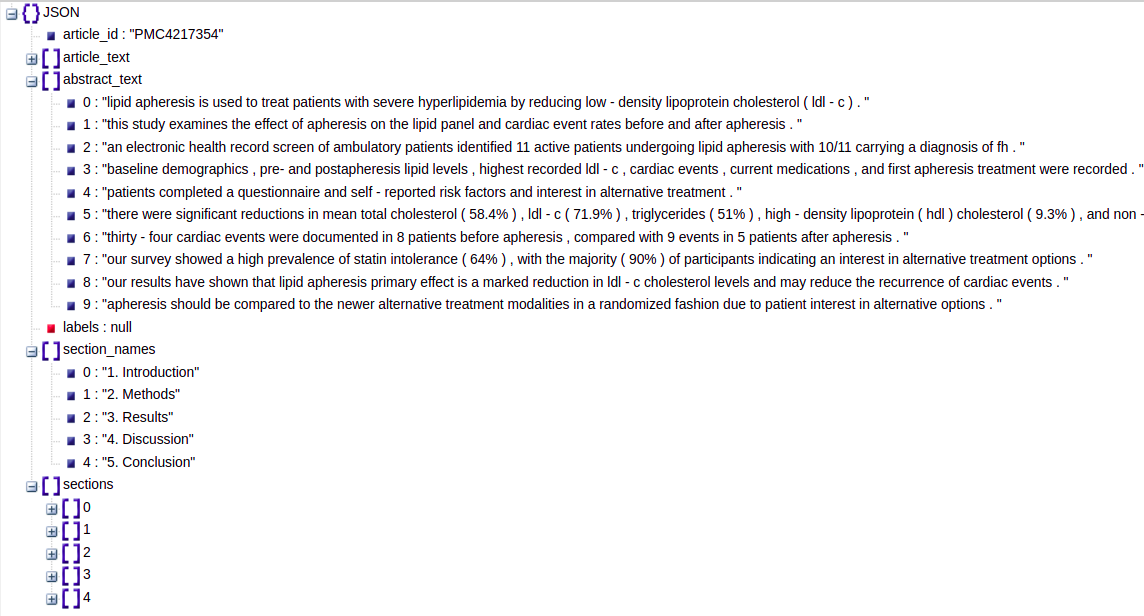 JSON
article_id : "PMC4217354"
article_text
abstract_text
0 : "lipid apheresis is used to treat patients with severe hyperlipidemia by reducing low - density lipoprotein cholesterol ( ldl - c ) . "
1 : "this study examines the effect of apheresis on the lipid panel and cardiac event rates before and after apheresis . "
2 : "an electronic health record screen of ambulatory patients identified 11 active patients undergoing lipid apheresis with 10/11 carrying a diagnosis of fh . "
3 : "baseline demographics , pre- and postapheresis lipid levels , highest recorded ldl - c , cardiac events , current medications , and first apheresis treatment were recorded . "
4 : "patients completed a questionnaire and self - reported risk factors and interest in alternative treatment . "
5 : "there were significant reductions in mean total cholesterol ( 58.4% ) , ldl - c ( 71.9% ) , triglycerides ( 51% ) , high - density lipoprotein ( hdl ) cholesterol ( 9.3% ) , and non -
6 : "thirty - four cardiac events were documented in 8 patients before apheresis , compared with 9 events in 5 patients after apheresis . "
7 : "our survey showed a high prevalence of statin intolerance ( 64% ) , with the majority ( 90% ) of participants indicating an interest in alternative treatment options . "
8 : "our results have shown that lipid apheresis primary effect is a marked reduction in ldl - c cholesterol levels and may reduce the recurrence of cardiac events . "
9 : "apheresis should be compared to the newer alternative treatment modalities in a randomized fashion due to patient interest in alternative options . "
labels : null
section_names
0 : "1. Introduction"
1 : "2. Methods"
2 : "3. Results"
3 : "4. Discussion"
4 : "5. Conclusion"
sections
0
1
2
3
4